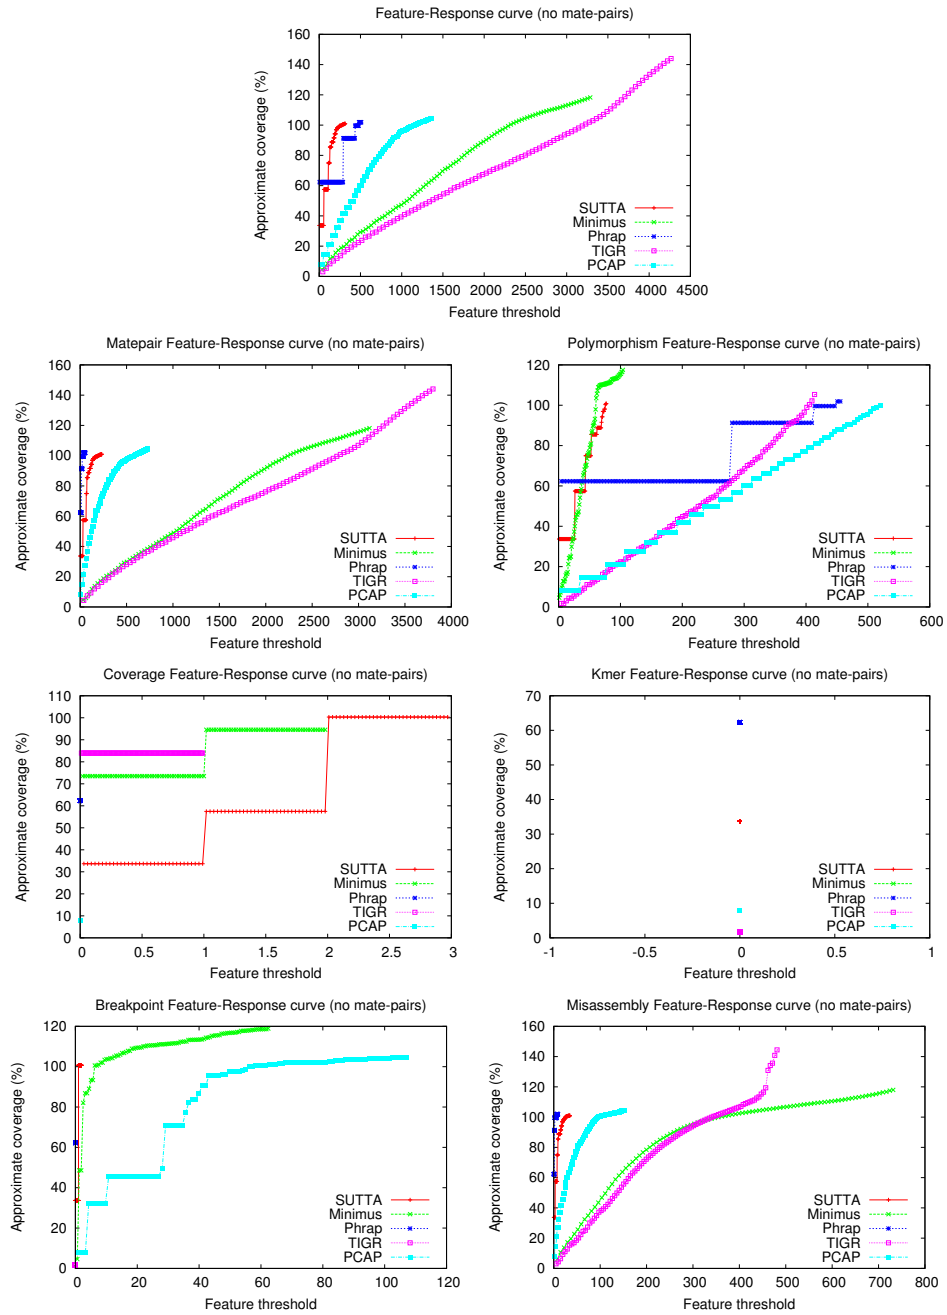 Feature-Response curve (no mate-pairs)
Approximate coverage (%)
160
140
120
100
80
60
40
20
0
SUTTA
Minimus
Phrap
TIGR
PCAP
0 500 1000 1500 2000 2500 3000 3500 4000 4500
Feature threshold
Matepair Feature-Response curve (no mate-pairs)
Approximate coverage (%)
160
140
120
100
80
60
40
20
0
SUTTA
Minimus
Phrap
TIGR
PCAP
0 500 1000 1500 2000 2500 3000 3500 4000
Feature threshold
Polymorphism Feature-Response curve (no mate-pairs)
Approximate coverage (%)
120
100
80
60
40
20
0
SUTTA
Minimus
Phrap
TIGR
PCAP
0 100 200 300 400 500 600
Feature threshold
Coverage Feature-Response curve (no mate-pairs)
Approximate coverage (%)
110
100
90
80
70
60
50
40
30
20
10
0
SUTTA
Minimus
Phrap
TIGR
PCAP
0 0.5 1 1.5 2 2.5 3
Feature threshold
Kmer Feature-Response curve (no mate-pairs)
Approximate coverage (%)
70
60
50
40
30
20
10
0
SUTTA
Minimus
Phrap
TIGR
PCAP
-1 -0.5 0 0.5 1
Feature threshold
Breakpoint Feature-Response curve (no mate-pairs)
Approximate coverage (%)
120
100
80
60
40
20
0
SUTTA
Minimus
Phrap
TIGR
PCAP
0 20 40 60 80 100 120
Feature threshold
Misassembly Feature-Response curve (no mate-pairs)
Approximate coverage (%)
160
140
120
100
80
60
40
20
0
SUTTA
Minimus
Phrap
TIGR
PCAP
0 100 200 300 400 500 600 700 800
Feature threshold